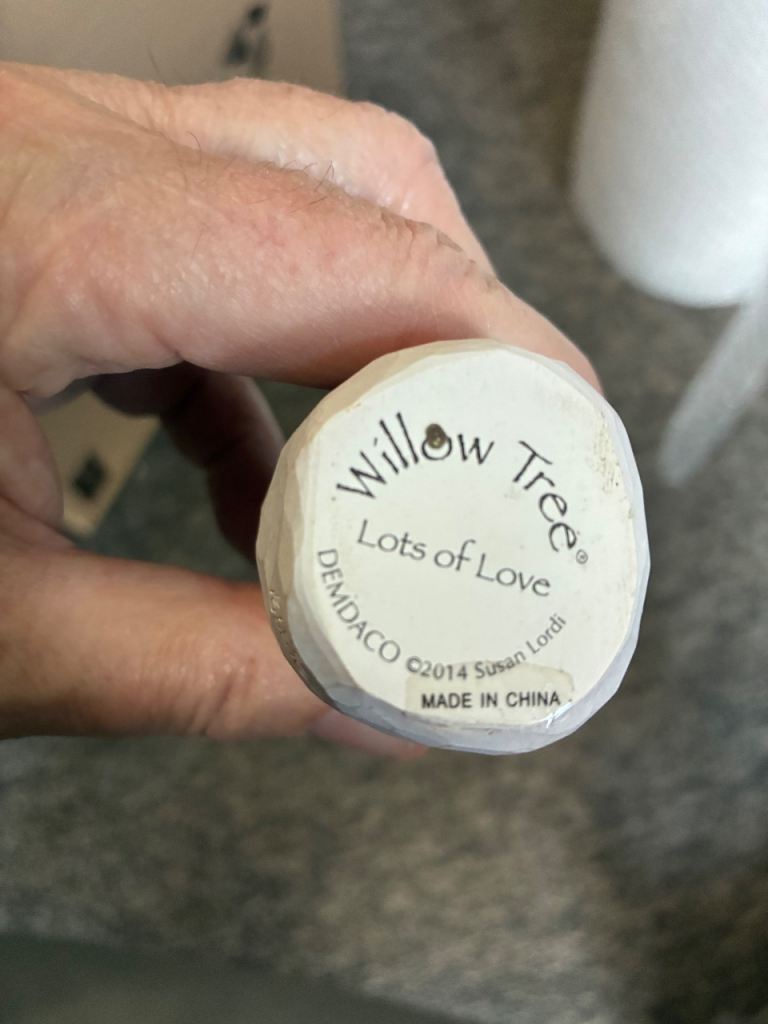 Willow Tree®
Lots of Love
DEMDACO ©2014 Susan Lordi
MADE IN CHINA